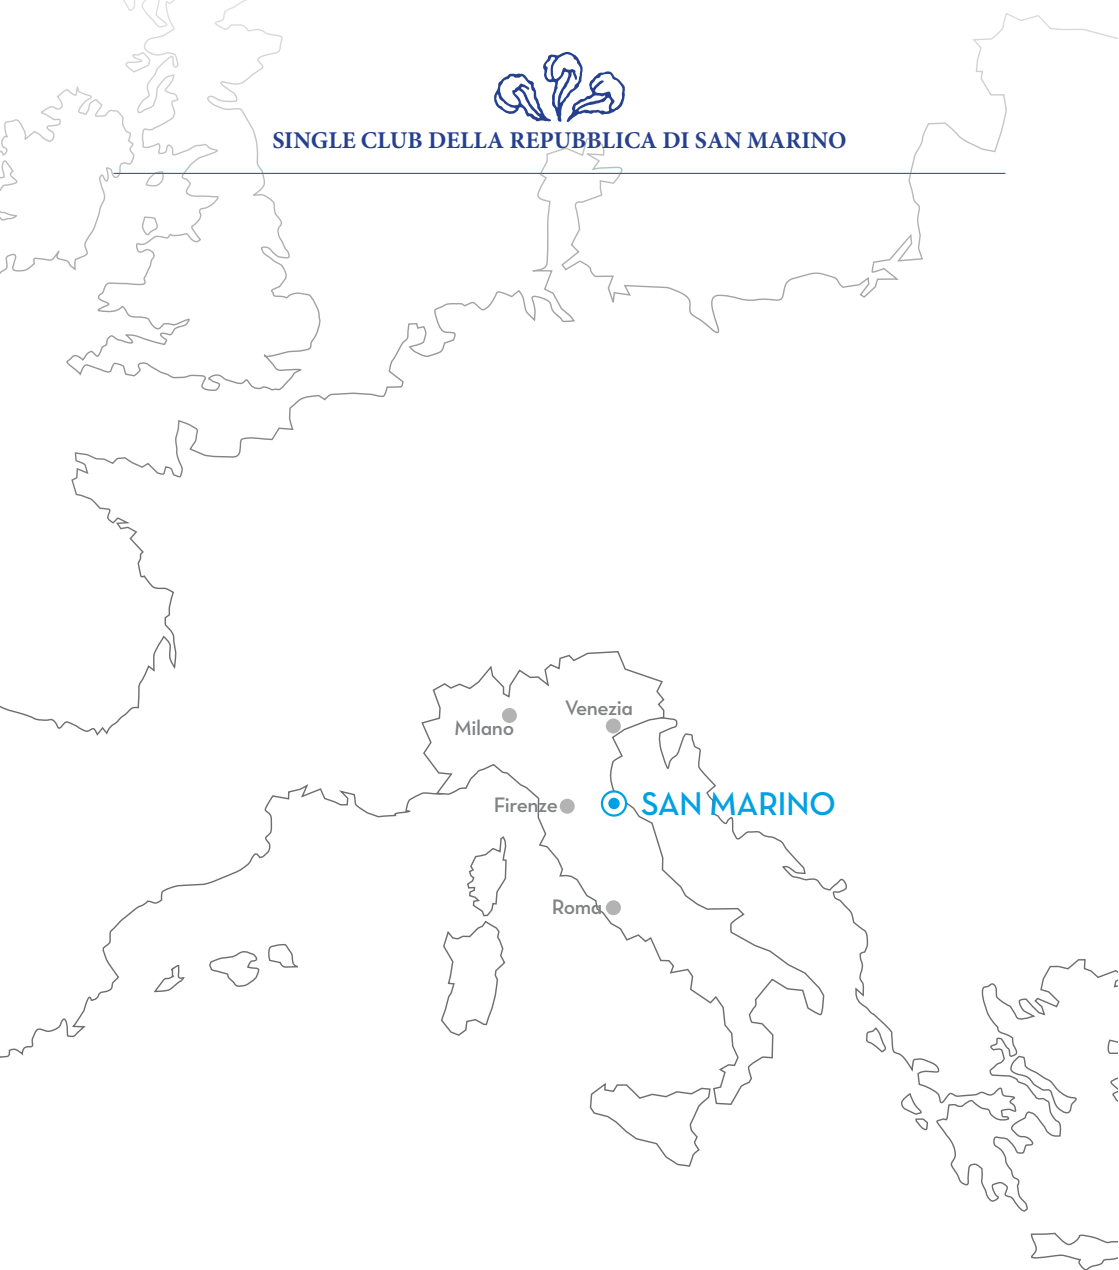 SINGLE CLUB DELLA REPUBBLICA DI SAN MARINO
Venezia
Milano
SAN MARINO
Firenze
Roma